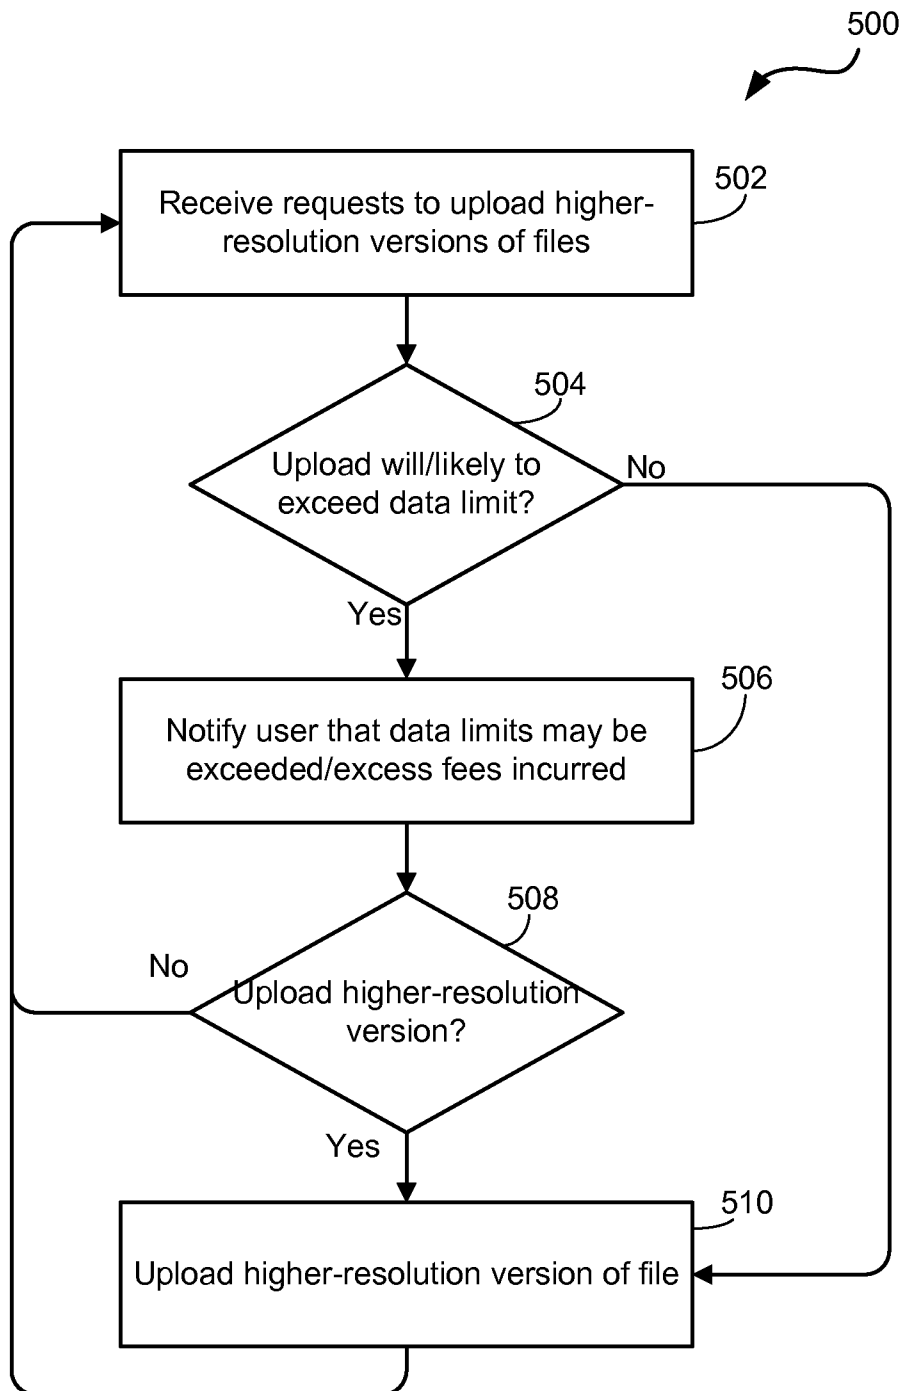 500
502
Receive requests to upload higher-
resolution versions of files
504
Upload will/likely to
exceed data limit?
No
Yes
506
Notify user that data limits may be
exceeded/excess fees incurred
508
No
Upload higher-resolution
version?
Yes
510
Upload higher-resolution version of file